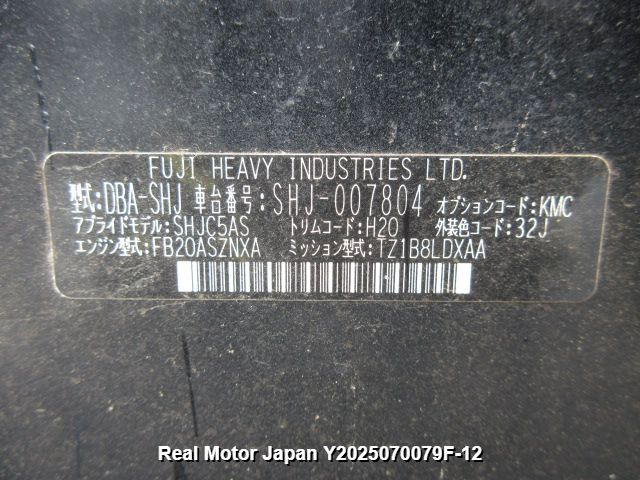 FUJI HEAVY INDUSTRIES LTD.
型式:DBA-SHJ 車台番号:SHJ-007804 オプションコード:KMC
アプライドモデル:SHJC5AS トリムコード:H20 外装色コード:32J
エンジン型式:FB20ASZNXA ミッション型式:TZ1B8LDXAA
Real Motor Japan Y2025070079F-12